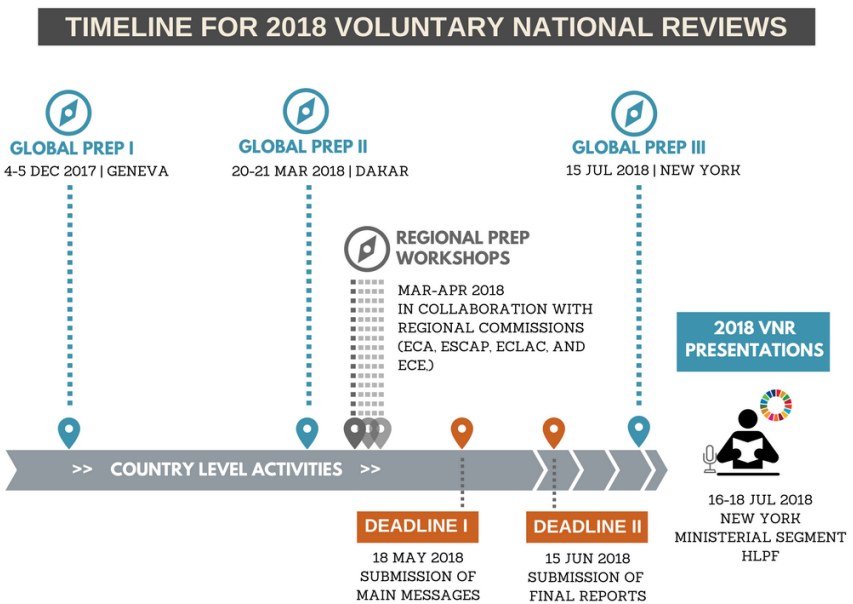 TIMELINE FOR 2018 VOLUNTARY NATIONAL REVIEWS
GLOBAL PREP I
4-5 DEC 2017 | GENEVA
GLOBAL PREP II
20-21 MAR 2018 | DAKAR
GLOBAL PREP III
15 JUL 2018 | NEW YORK
REGIONAL PREP
WORKSHOPS
MAR-APR 2018
IN COLLABORATION WITH
REGIONAL COMMISSIONS
(ECA, ESCAP, ECLAC, AND
ECE,)
2018 VNR
PRESENTATIONS
>> COUNTRY LEVEL ACTIVITIES >>
DEADLINE I
18 MAY 2018
SUBMISSION OF
MAIN MESSAGES
DEADLINE II
15 JUN 2018
SUBMISSION OF
FINAL REPORTS
16-18 JUL 2018
NEW YORK
MINISTERIAL SEGMENT
HLPF